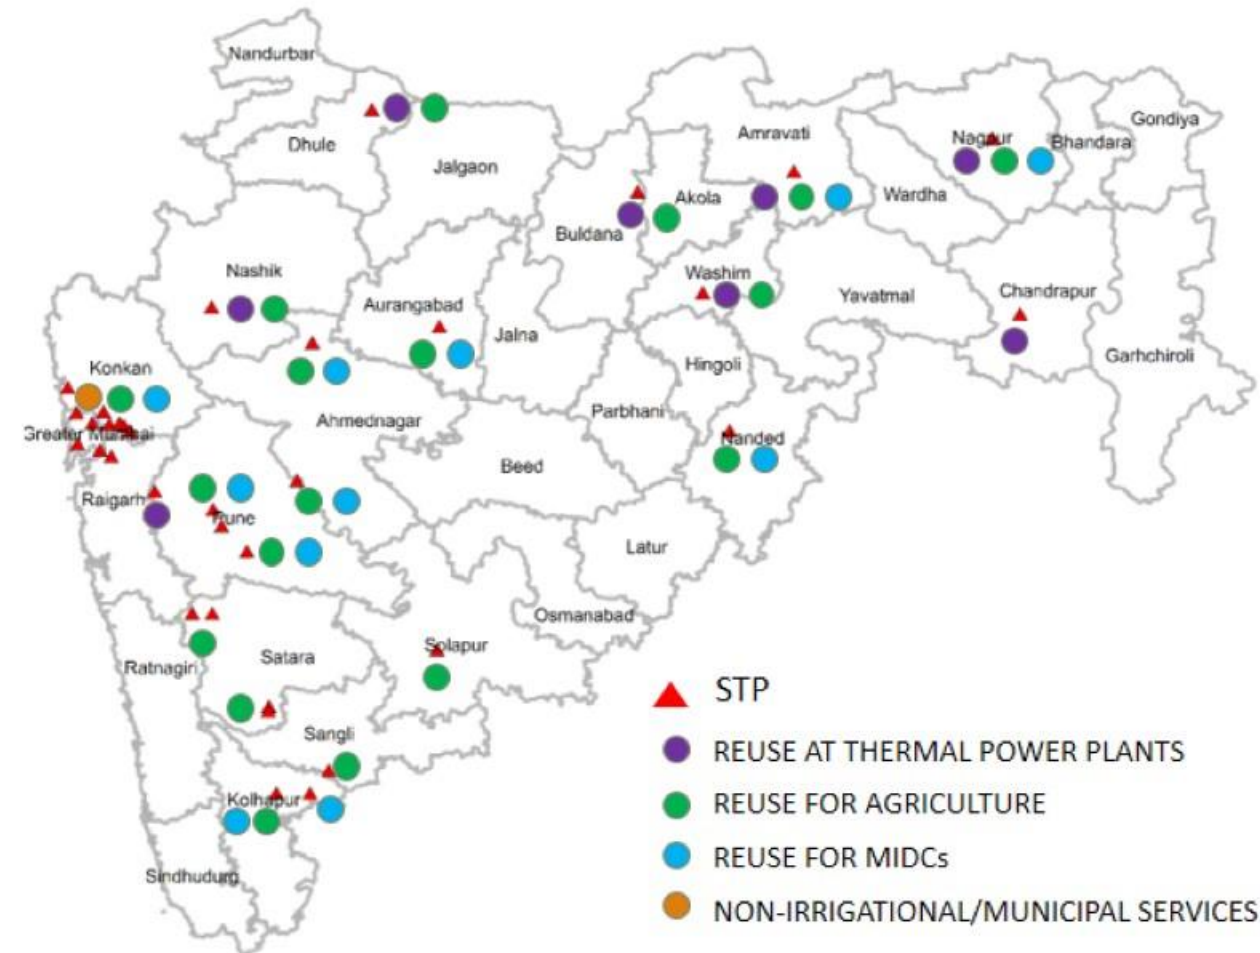 Nandurbar
Dhule
Jalgaon
Amravati
Nagpur
Bhandara
Gondiya
Akola
Wardha
Buldana
Nashik
Aurangabad
Washim
Yavatmal
Chandrapur
Jalna
Hingoli
Garhchiroli
Konkan
Ahmednagar
Parbhani
Greater Mumbai
Nanded
Beed
Raigarh
Pune
Latur
Osmanabad
Solapur
Satara
Ratnagiri
Sangli
Kolhapur
Sindhudurg
STP
REUSE AT THERMAL POWER PLANTS
REUSE FOR AGRICULTURE
REUSE FOR MIDCs
NON-IRRIGATIONAL/MUNICIPAL SERVICES